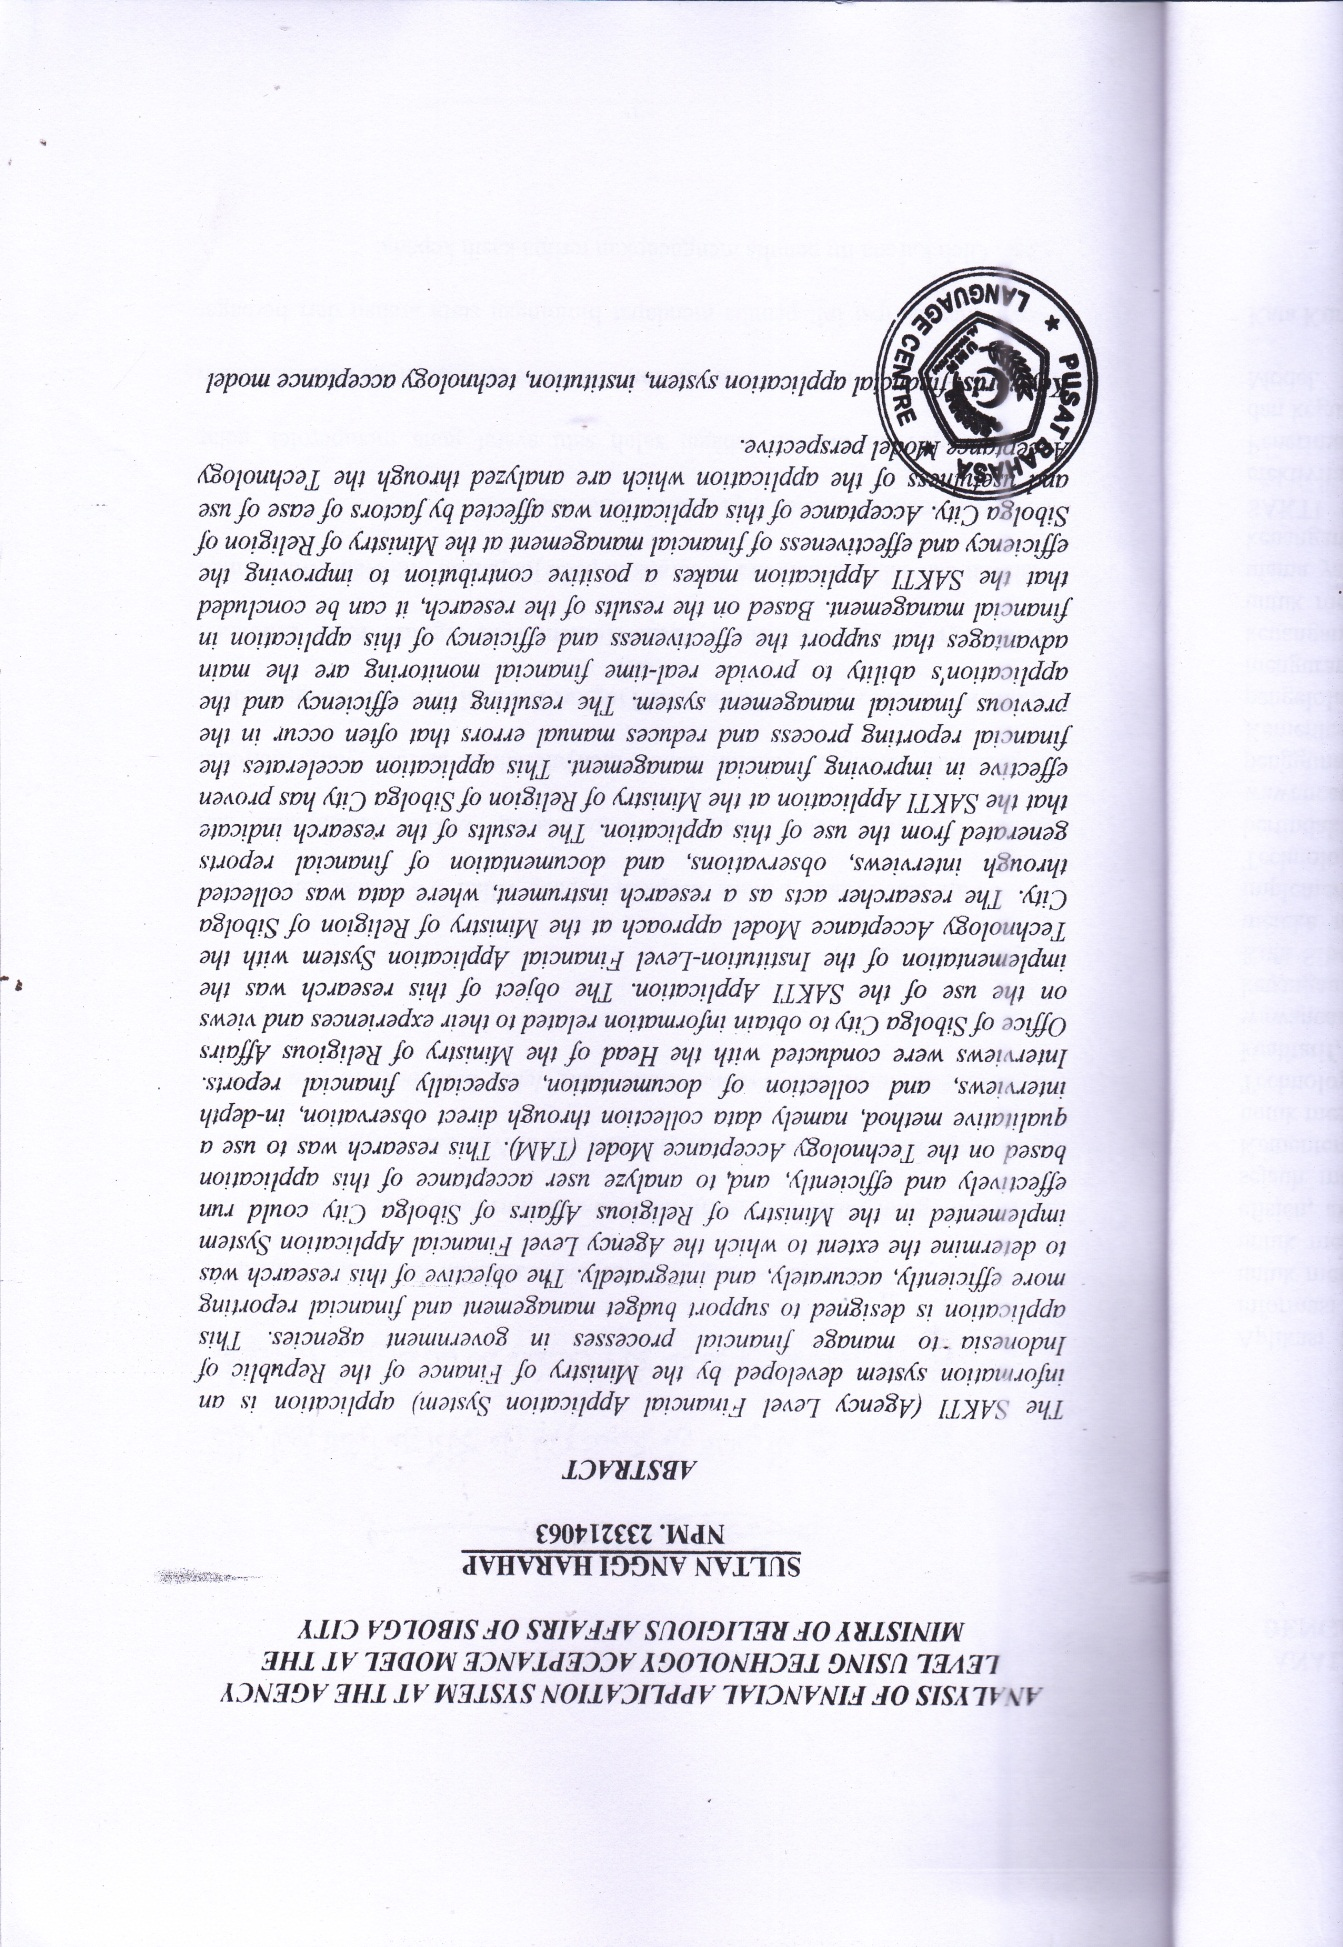 ANALYSIS OF FINANCIAL APPLICATION SYSTEM AT THE AGENCY
LEVEL USING TECHNOLOGY ACCEPTANCE MODEL AT THE
MINISTRY OF RELIGIOUS AFFAIRS OF SIBOLGA CITY
SULTAN ANGGI HARAHAP
NPM. 233214063
ABSTRACT
The SAKTI (Agency Level Financial Application System) application is an
information system developed by the Ministry of Finance of the Republic of
Indonesia to manage financial processes in government agencies. This
application is designed to support budget management and financial reporting
more efficiently, accurately, and integratedly. The objective of this research was
to determine the extent to which the Agency Level Financial Application System
implemented in the Ministry of Religious Affairs of Sibolga City could run
effectively and efficiently, and, to analyze user acceptance of this application
based on the Technology Acceptance Model (TAM). This research was to use a
qualitative method, namely data collection through direct observation, in-depth
interviews, and collection of documentation, especially financial reports.
Interviews were conducted with the Head of the Ministry of Religious Affairs
Office of Sibolga City to obtain information related to their experiences and views
on the use of the SAKTI Application. The object of this research was the
implementation of the Institution-Level Financial Application System with the
Technology Acceptance Model approach at the Ministry of Religion of Sibolga
City. The researcher acts as a research instrument, where data was collected
through interviews, observations, and documentation of financial reports
generated from the use of this application. The results of the research indicate
that the SAKTI Application at the Ministry of Religion of Sibolga City has proven
effective in improving financial management. This application accelerates the
financial reporting process and reduces manual errors that often occur in the
previous financial management system. The resulting time efficiency and the
application's ability to provide real-time financial monitoring are the main
advantages that support the effectiveness and efficiency of this application in
financial management. Based on the results of the research, it can be concluded
that the SAKTI Application makes a positive contribution to improving the
efficiency and effectiveness of financial management at the Ministry of Religion of
Sibolga City. Acceptance of this application was affected by factors of ease of use
and usefulness of the application which are analyzed through the Technology
Acceptance Model perspective.
Keywords, financial application system, institution, technology acceptance model
PUSAT BAHASA
LANGUAGE CENTRE